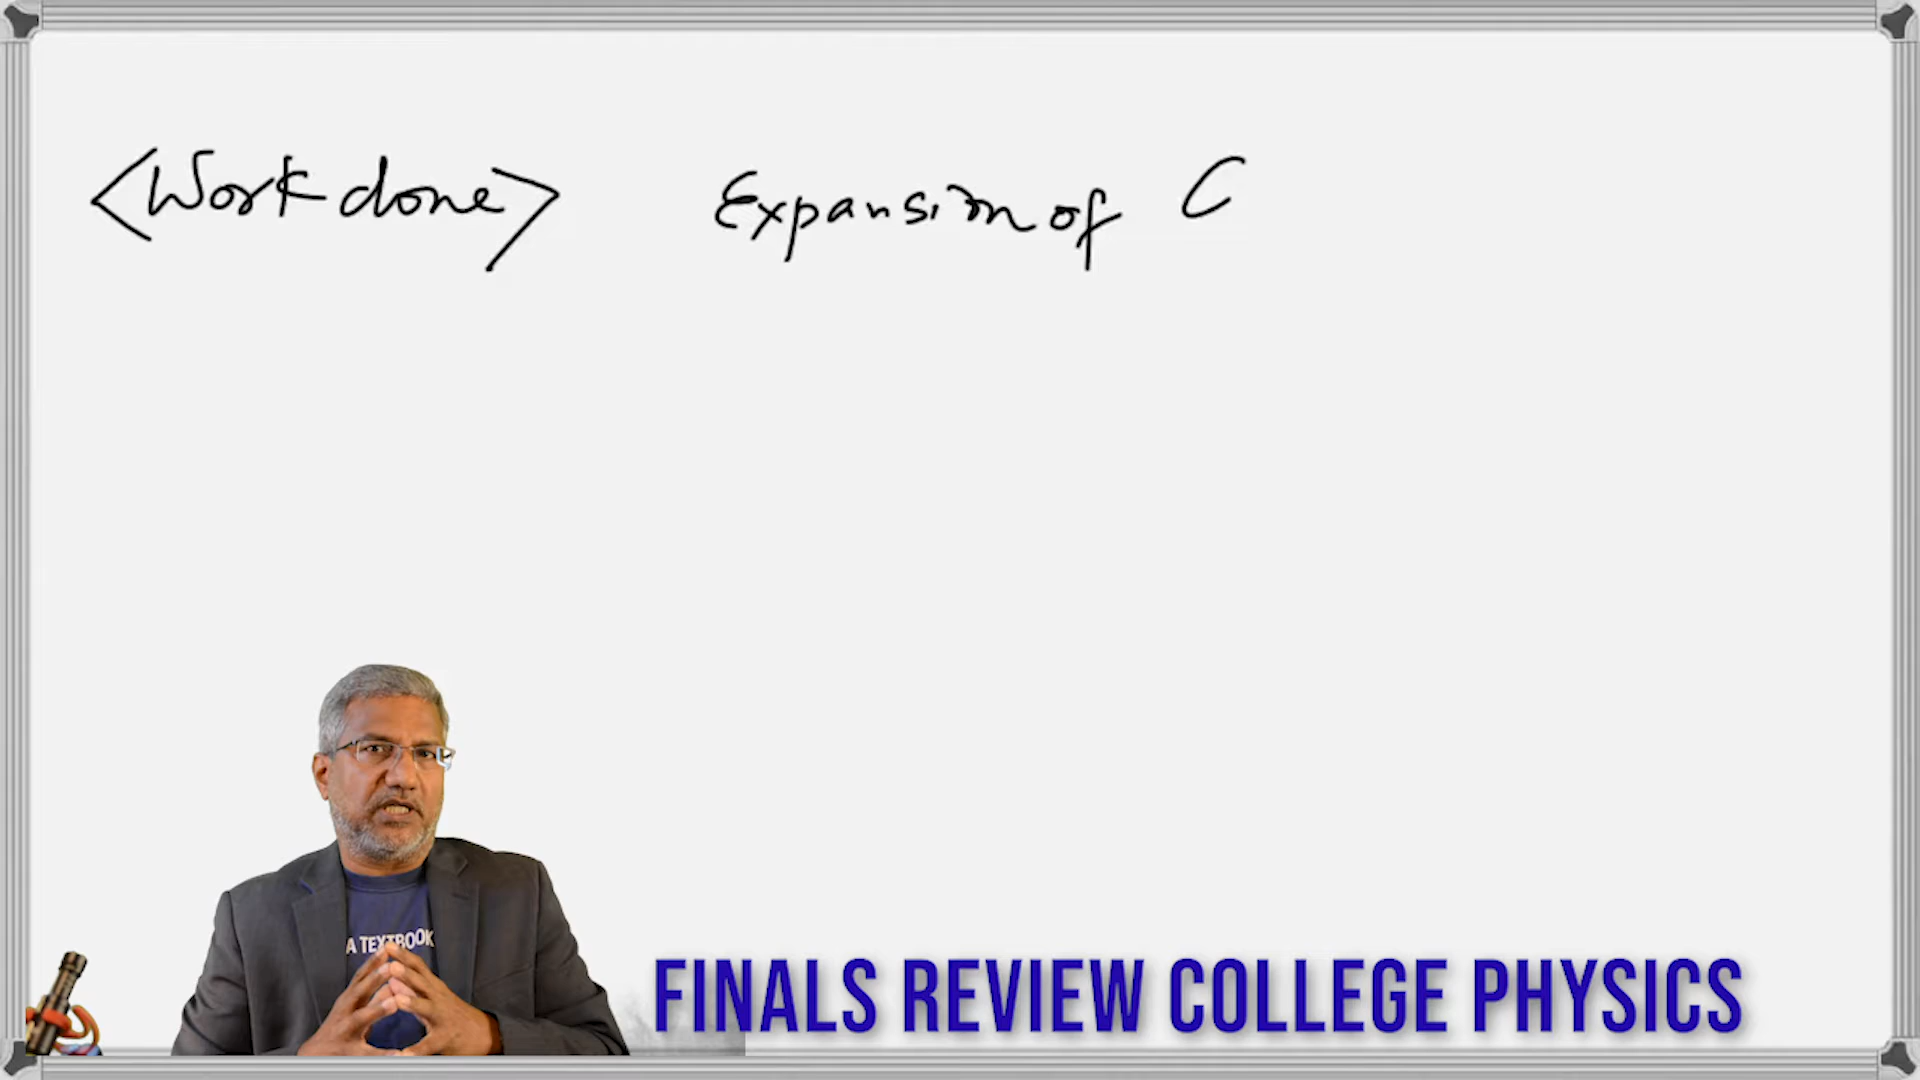 <Work done> Expansion of C
A TEXTBOOK
FINALS REVIEW COLLEGE PHYSICS